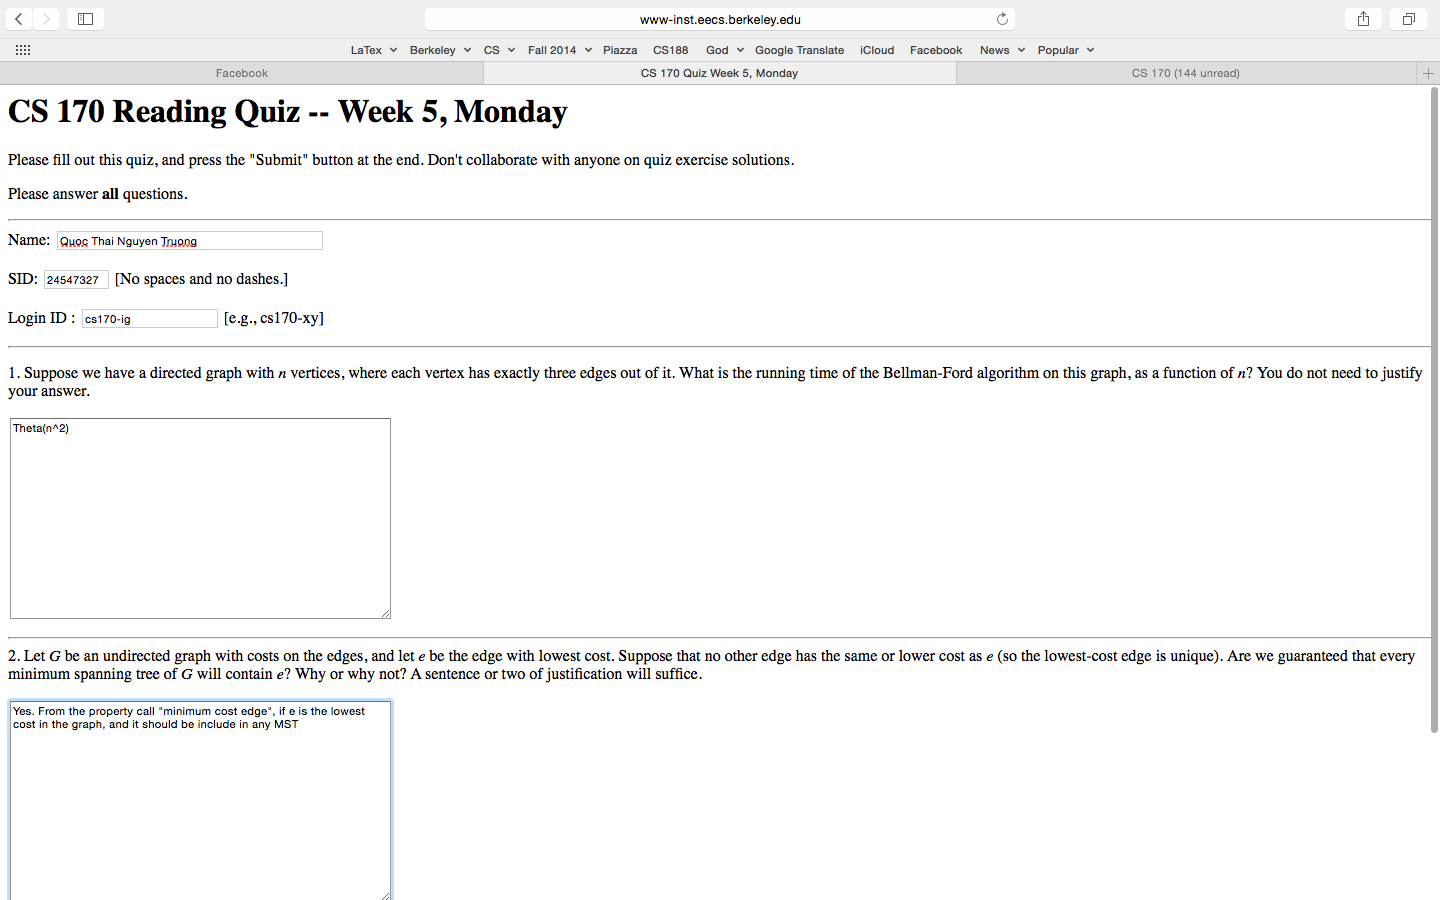 www-inst.eecs.berkeley.edu
LaTex Berkeley CS Fall 2014 Piazza CS188 God Google Translate iCloud Facebook News Popular
Facebook CS 170 Quiz Week 5, Monday CS 170 (144 unread)
CS 170 Reading Quiz -- Week 5, Monday
Please fill out this quiz, and press the "Submit" button at the end. Don't collaborate with anyone on quiz exercise solutions.
Please answer all questions.
Name: Quoc Thai Nguyen Truong
SID: 24547327 [No spaces and no dashes.]
Login ID : cs170-ig [e.g., cs170-xy]
1. Suppose we have a directed graph with n vertices, where each vertex has exactly three edges out of it. What is the running time of the Bellman-Ford algorithm on this graph, as a function of n? You do not need to justify
your answer.
Theta(n^2)
2. Let G be an undirected graph with costs on the edges, and let e be the edge with lowest cost. Suppose that no other edge has the same or lower cost as e (so the lowest-cost edge is unique). Are we guaranteed that every
minimum spanning tree of G will contain e? Why or why not? A sentence or two of justification will suffice.
Yes. From the property call "minimum cost edge", if e is the lowest
cost in the graph, and it should be include in any MST